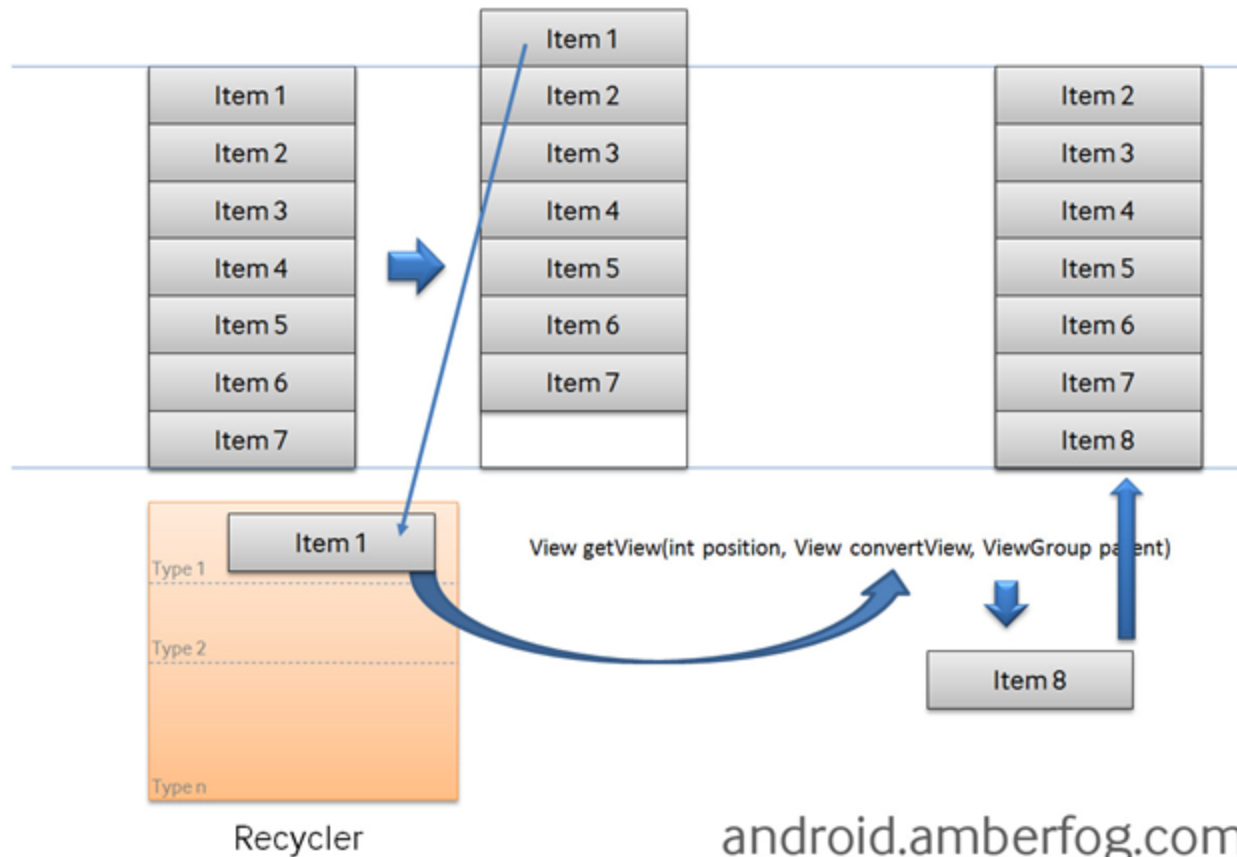 Item 1
Item 2
Item 3
Item 4
Item 5
Item 6
Item 7
Item 1
Item 2
Item 3
Item 4
Item 5
Item 6
Item 7
Item 2
Item 3
Item 4
Item 5
Item 6
Item 7
Item 8
Item 1
Type 1
Type 2
Type n
Recycler
View getView(int position, View convertView, ViewGroup parent)
Item 8
android.amberfog.com